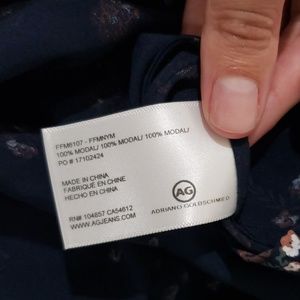 FFM6107 - FFMNYM
100% MODAL/ 100% MODAL/ 100% MODAL/
PO # 17102424
MADE IN CHINA
FABRIQUÉ EN CHINE
HECHO EN CHINA
RN# 104857 CA54612
WWW.AGJEANS.COM
AG
ADRIANO GOLDSCHMIED